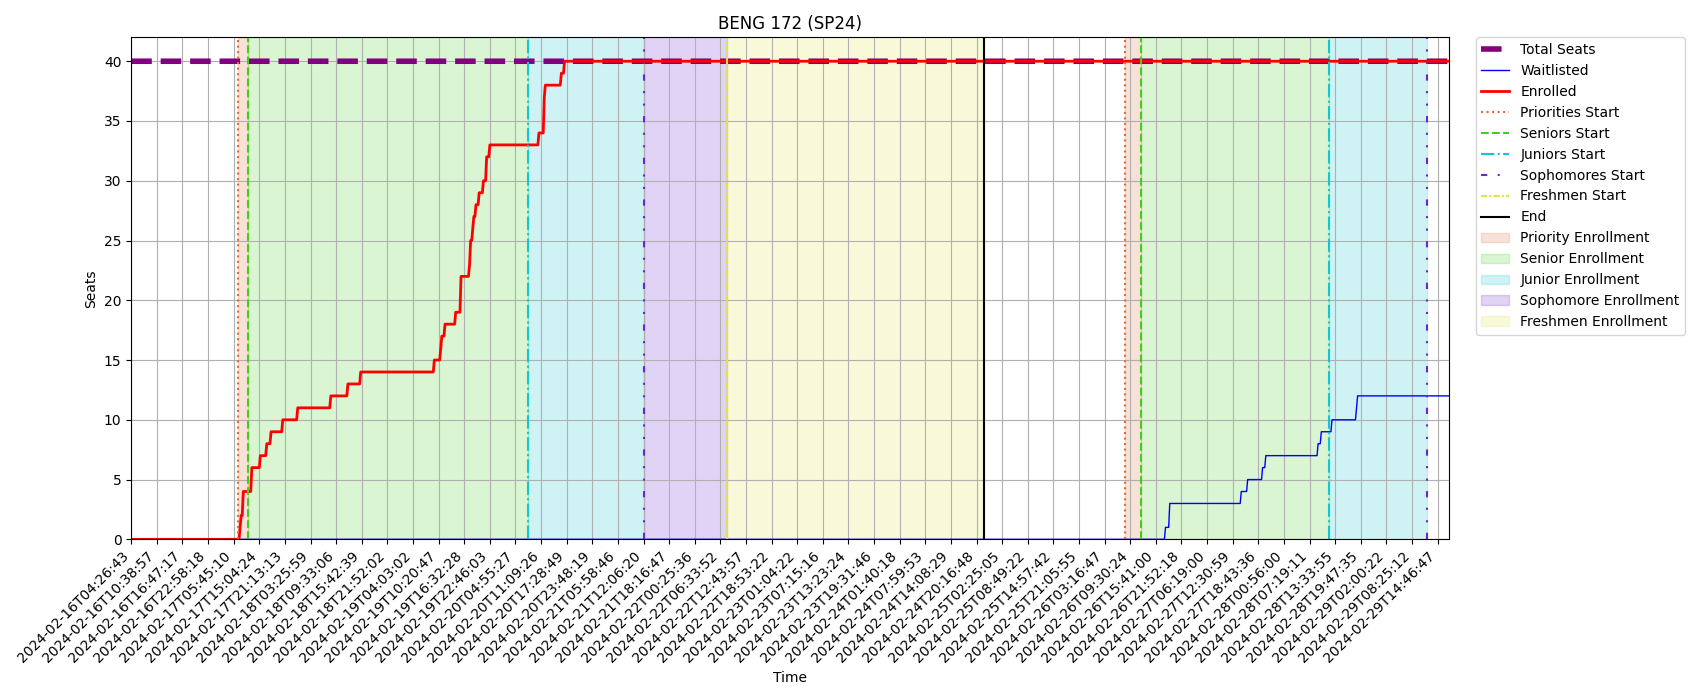 BENG 172 (SP24)
Total Seats
Waitlisted
Enrolled
Priorities Start
Seniors Start
Juniors Start
Sophomores Start
Freshmen Start
End
Priority Enrollment
Senior Enrollment
Junior Enrollment
Sophomore Enrollment
Freshmen Enrollment
Seats
40
35
30
25
20
15
10
5
0
2024-02-16T04:26:43
2024-02-16T10:38:57
2024-02-16T16:47:17
2024-02-16T22:58:18
2024-02-17T05:45:10
2024-02-17T15:04:24
2024-02-17T21:13:13
2024-02-18T03:25:59
2024-02-18T09:33:06
2024-02-18T15:42:39
2024-02-18T21:52:02
2024-02-19T04:03:02
2024-02-19T10:20:47
2024-02-19T16:32:28
2024-02-19T22:46:03
2024-02-20T04:55:27
2024-02-20T11:09:26
2024-02-20T17:28:49
2024-02-20T23:48:19
2024-02-21T05:58:46
2024-02-21T12:06:20
2024-02-21T18:16:47
2024-02-22T00:25:36
2024-02-22T06:33:52
2024-02-22T12:43:57
2024-02-22T18:53:22
2024-02-23T01:04:22
2024-02-23T07:15:16
2024-02-23T13:23:24
2024-02-23T19:31:46
2024-02-24T01:40:18
2024-02-24T07:59:53
2024-02-24T14:08:29
2024-02-24T20:16:48
2024-02-25T02:25:05
2024-02-25T08:49:22
2024-02-25T14:57:42
2024-02-25T21:05:55
2024-02-26T03:16:47
2024-02-26T09:30:24
2024-02-26T15:41:00
2024-02-26T21:52:18
2024-02-27T06:19:00
2024-02-27T12:30:59
2024-02-27T18:43:36
2024-02-28T00:56:00
2024-02-28T07:19:11
2024-02-28T13:33:55
2024-02-28T19:47:35
2024-02-29T02:00:22
2024-02-29T08:25:12
2024-02-29T14:46:47
Time